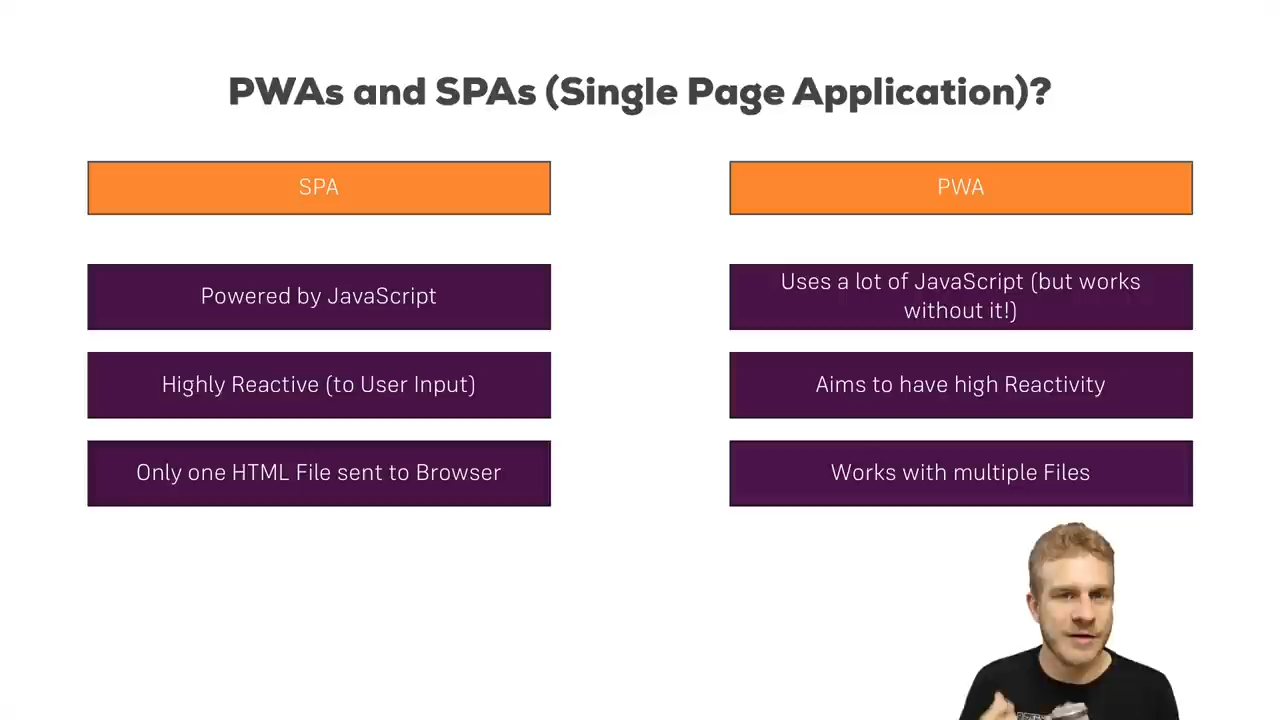 PWAs and SPAs (Single Page Application)?
SPA
PWA
Powered by JavaScript
Uses a lot of JavaScript (but works
without it!)
Highly Reactive (to User Input)
Aims to have high Reactivity
Only one HTML File sent to Browser
Works with multiple Files